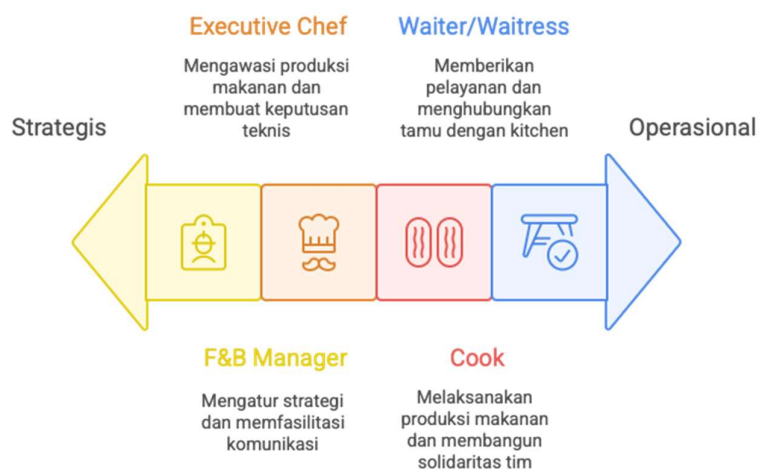 Executive Chef
Mengawasi produksi
makanan dan
membuat keputusan
teknis
Waiter/Waitress
Memberikan
pelayanan dan
menghubungkan
tamu dengan kitchen
Strategis
Operasional
F&B Manager
Mengatur strategi
dan memfasilitasi
komunikasi
Cook
Melaksanakan
produksi makanan
dan membangun
solidaritas tim